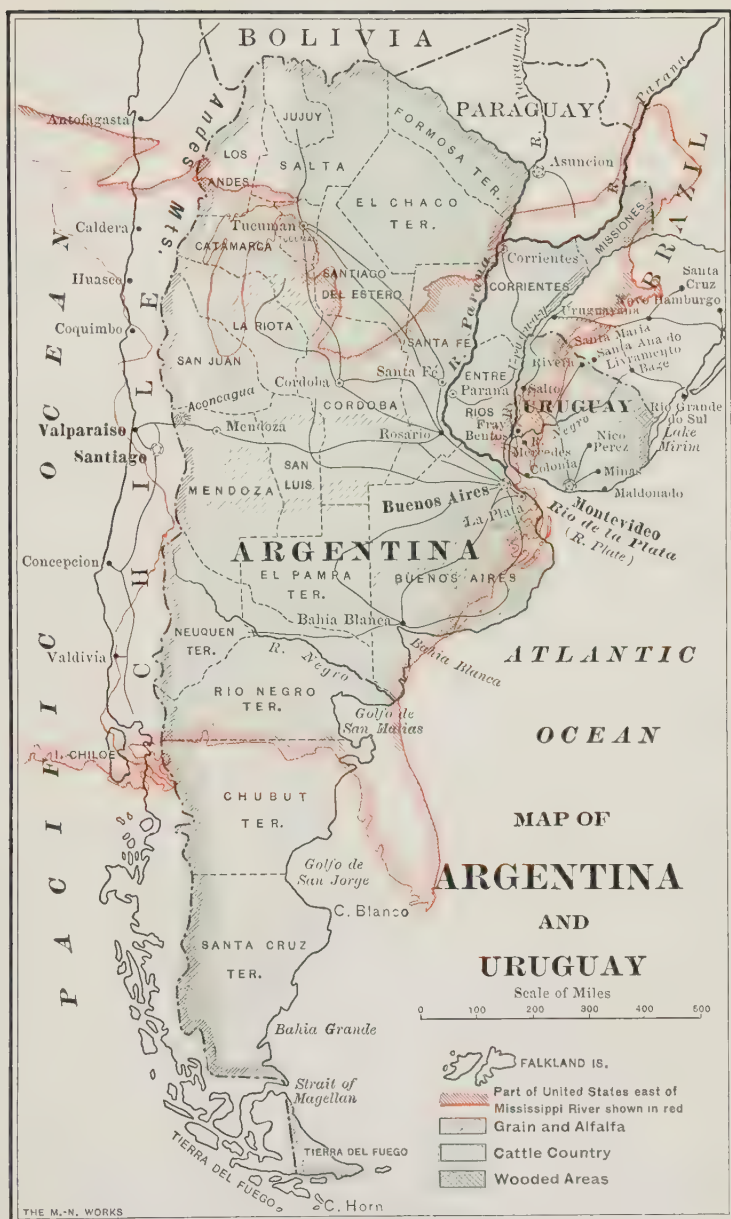 BOLIVIA
PARAGUAY
R. Paraguay
R. Parana
BRAZIL
Antofagasta
Andes Mts.
JUJUY
LOS ANDES
SALTA
FORMOSA TER.
EL CHACO TER.
Asuncion
Caldera
Tucuman
CATAMARCA
Huasco
SANTIAGO DEL ESTERO
Corrientes
CORRIENTES
MISSIONES
Santa Cruz
Novo Hamburgo
Uruguayana
Coquimbo
LA RIOTA
SANTA FE
R. Parana
Santa Maria
Santa Ana do Livramento
Rivera
Bage
SAN JUAN
Cordoba
Santa Fé
ENTRE RIOS
Parana
Salto
URUGUAY
Rio Grande do Sul
Lake Mirim
Aconcagua
CORDOBA
Valparaiso
Mendoza
Rosario
Fray Bentos
R. Negro
Mercedes
Nico Perez
Santiago
MENDOZA
SAN LUIS
Colonia
Minas
Buenos Aires
La Plata
Maldonado
Montevideo
Rio de la Plata
(R. Plate)
ARGENTINA
Concepcion
EL PAMPA TER.
BUENOS AIRES
CHILE
Bahia Blanca
Bahia Blanca
NEUQUEN TER.
R. Negro
Valdivia
RIO NEGRO TER.
Golfo de San Matias
ATLANTIC
OCEAN
I. CHILOE
PACIFIC OCEAN
CHUBUT TER.
Golfo de San Jorge
C. Blanco
SANTA CRUZ TER.
Bahia Grande
Strait of Magellan
TIERRA DEL FUEGO
TIERRA DEL FUEGO
C. Horn
MAP OF
ARGENTINA
AND
URUGUAY
Scale of Miles
0 100 200 300 400 500
FALKLAND IS.
Part of United States east of
Mississippi River shown in red
Grain and Alfalfa
Cattle Country
Wooded Areas
THE M.-N. WORKS